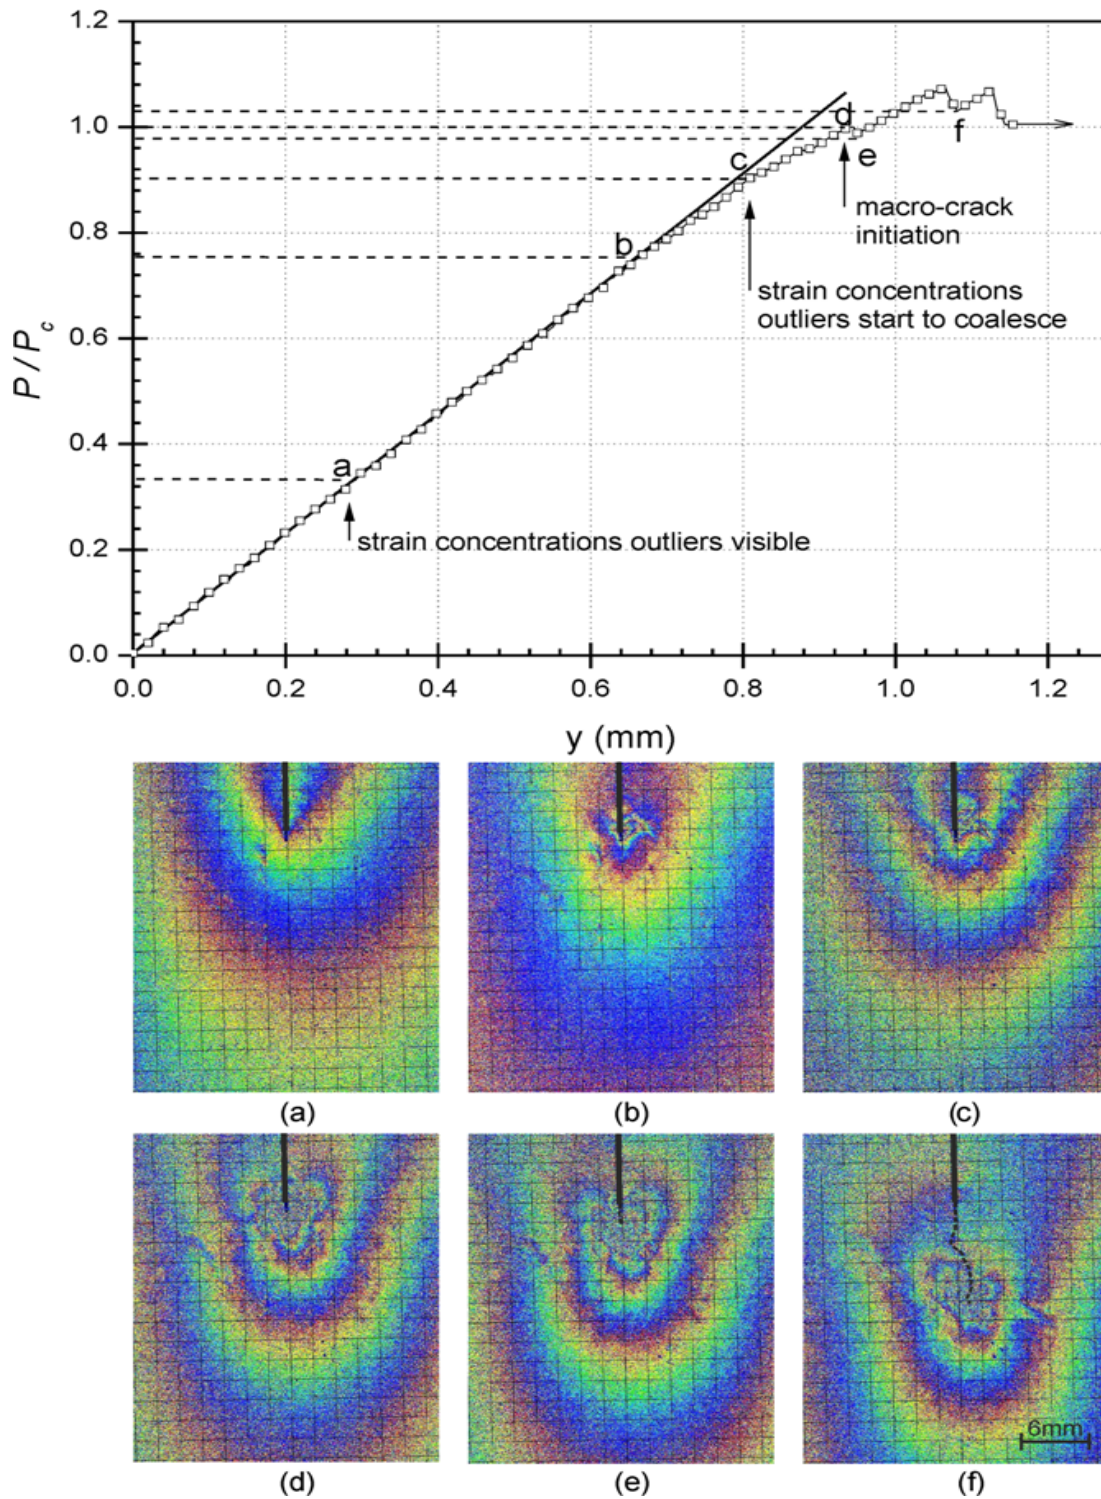 1.2
1.0
0.8
0.6
0.4
0.2
0.0
P/Pc
a
b
c
d
e
f
macro-crack
initiation
strain concentrations
outliers start to coalesce
strain concentrations outliers visible
0.0 0.2 0.4 0.6 0.8 1.0 1.2
y (mm)
(a) (b) (c)
6mm
(d) (e) (f)